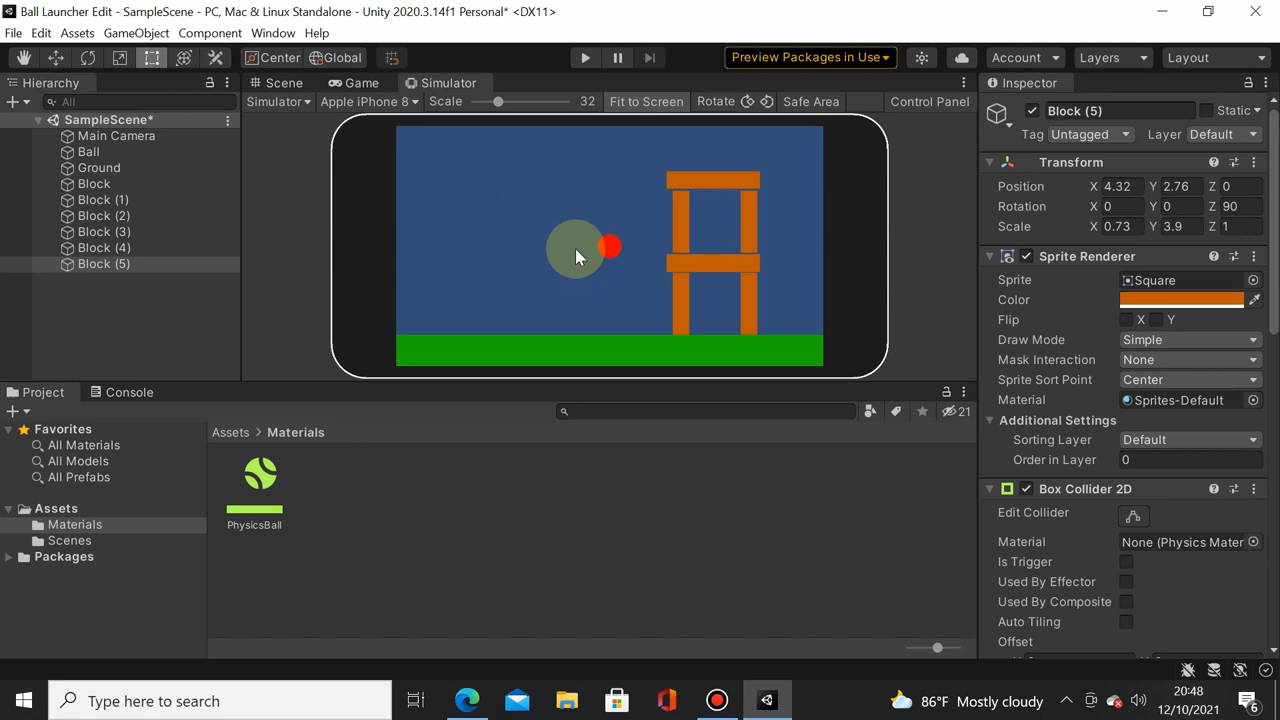 Ball Launcher Edit - SampleScene - PC, Mac & Linux Standalone - Unity 2020.3.14f1 Personal* <DX11>
File Edit Assets GameObject Component Window Help
Center Global Preview Packages in Use Account Layers Layout
Hierarchy Scene Game Simulator Inspector
All Simulator Apple iPhone 8 Scale 32 Fit to Screen Rotate Safe Area Control Panel Block (5) Static
SampleScene*
Main Camera Tag Untagged Layer Default
Ball
Ground Transform
Block Position X 4.32 Y 2.76 Z 0
Block (1) Rotation X 0 Y 0 Z 90
Block (2) Scale X 0.73 Y 3.9 Z 1
Block (3)
Block (4) Sprite Renderer
Block (5)
Sprite Square
Color
Flip X Y
Draw Mode Simple
Mask Interaction None
Sprite Sort Point Center
Project Console Material Sprites-Default
21
Favorites Assets > Materials Additional Settings
All Materials Sorting Layer Default
All Models Order in Layer 0
All Prefabs
Box Collider 2D
Assets Edit Collider
Materials PhysicsBall
Scenes Material None (Physics Mater
Packages Is Trigger
Used By Effector
Used By Composite
Auto Tiling
Offset
Type here to search 86°F Mostly cloudy 20:48
12/10/2021 6